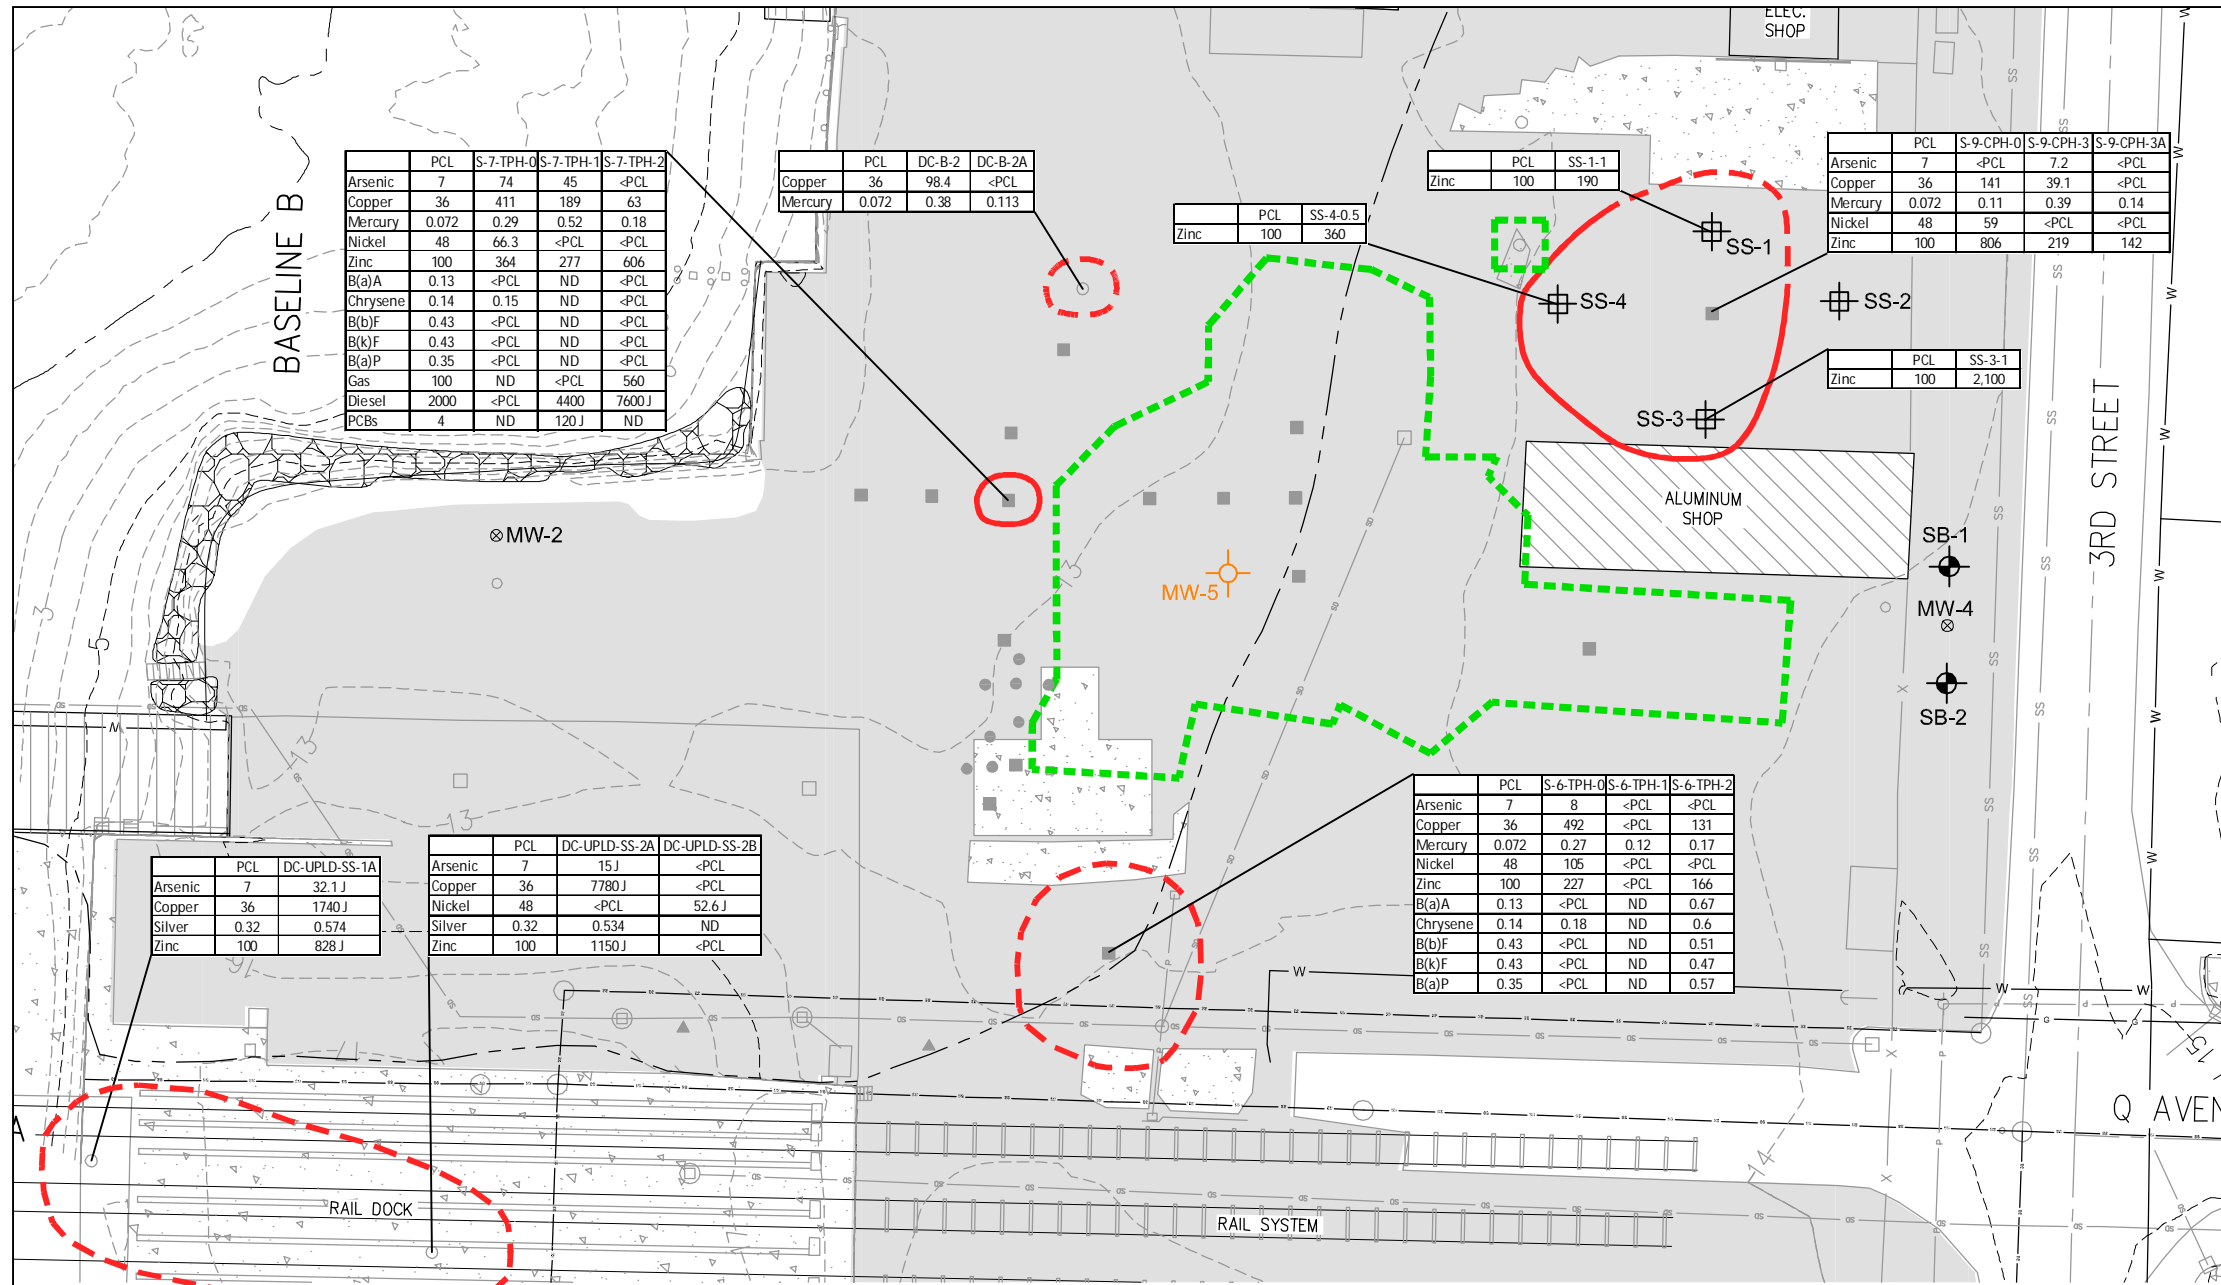 ELEC.
SHOP
BASELINE B
PCL S-7-TPH-0 S-7-TPH-1 S-7-TPH-2
Arsenic 7 74 45 <PCL
Copper 36 411 189 63
Mercury 0.072 0.29 0.52 0.18
Nickel 48 66.3 <PCL <PCL
Zinc 100 364 277 606
B(a)A 0.13 <PCL ND <PCL
Chrysene 0.14 0.15 ND <PCL
B(b)F 0.43 <PCL ND <PCL
B(k)F 0.43 <PCL ND <PCL
B(a)P 0.35 <PCL ND <PCL
Gas 100 ND <PCL 560
Diesel 2000 <PCL 4400 7600 J
PCBs 4 ND 120 J ND
PCL DC-B-2 DC-B-2A
Copper 36 98.4 <PCL
Mercury 0.072 0.38 0.113
PCL SS-4-0.5
Zinc 100 360
PCL SS-1-1
Zinc 100 190
PCL S-9-CPH-0 S-9-CPH-3 S-9-CPH-3A
Arsenic 7 <PCL 7.2 <PCL
Copper 36 141 39.1 <PCL
Mercury 0.072 0.11 0.39 0.14
Nickel 48 59 <PCL <PCL
Zinc 100 806 219 142
SS-1
SS-4
SS-2
PCL SS-3-1
Zinc 100 2,100
SS-3
ALUMINUM
SHOP
3RD STREET
MW-2
MW-5
SB-1
MW-4
SB-2
3
5
13
13
13
PCL S-6-TPH-0 S-6-TPH-1 S-6-TPH-2
Arsenic 7 8 <PCL <PCL
Copper 36 492 <PCL 131
Mercury 0.072 0.27 0.12 0.17
Nickel 48 105 <PCL <PCL
Zinc 100 227 <PCL 166
B(a)A 0.13 <PCL ND 0.67
Chrysene 0.14 0.18 ND 0.6
B(b)F 0.43 <PCL ND 0.51
B(k)F 0.43 <PCL ND 0.47
B(a)P 0.35 <PCL ND 0.57
PCL DC-UPLD-SS-1A
Arsenic 7 32.1 J
Copper 36 1740 J
Silver 0.32 0.574
Zinc 100 828 J
PCL DC-UPLD-SS-2A DC-UPLD-SS-2B
Arsenic 7 15 J <PCL
Copper 36 7780 J <PCL
Nickel 48 <PCL 52.6 J
Silver 0.32 0.534 ND
Zinc 100 1150 J <PCL
W
W
W
15
14
Q AVEN
A
RAIL DOCK
RAIL SYSTEM